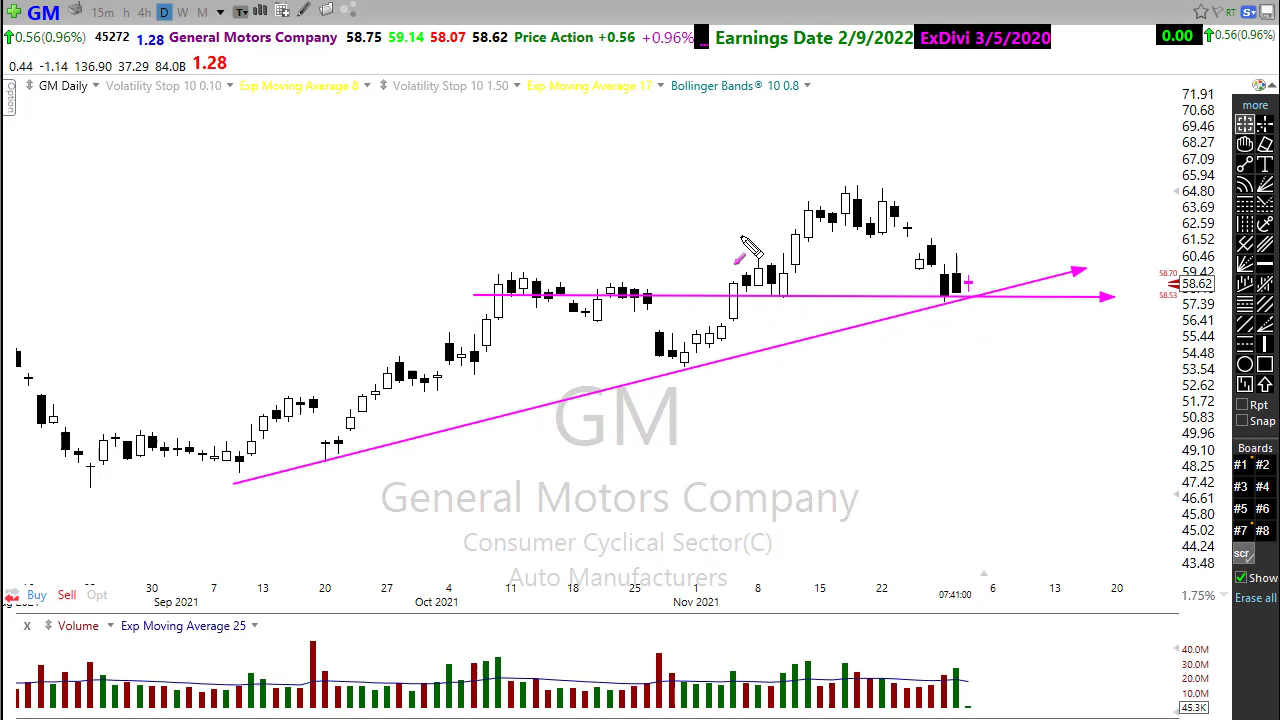 GM 15m h 4h D W M T RT S
0.56(0.96%) 45272 1.28 General Motors Company 58.75 59.14 58.07 58.62 Price Action +0.56 +0.96% Earnings Date 2/9/2022 ExDivi 3/5/2020 0.00 0.56(0.96%)
0.44 -1.14 136.90 37.29 84.0B 1.28
Option
GM Daily Volatility Stop 10 0.10 Exp Moving Average 8 Volatility Stop 10 1.50 Exp Moving Average 17 Bollinger Bands® 10 0.8
71.91
70.68
69.46
68.27
67.09
65.94
64.80
63.69
62.59
61.52
60.46
59.42
58.70
58.62
58.53
57.39
56.41
55.44
54.48
53.54
52.62
51.72
50.83
49.96
49.10
48.25
47.42
46.61
45.80
45.02
44.24
43.48
more
T
Rpt
Snap
Boards
#1 #2
#3 #4
#5 #6
#7 #8
scr
Show
Erase all
GM
General Motors Company
Consumer Cyclical Sector(C)
Auto Manufacturers
30 7 13 20 27 4 11 18 25 1 8 15 22 07:41:00 6 13 20
Buy Sell Opt Sep 2021 Oct 2021 Nov 2021 1.75%
X Volume Exp Moving Average 25
40.0M
30.0M
20.0M
10.0M
45.3K